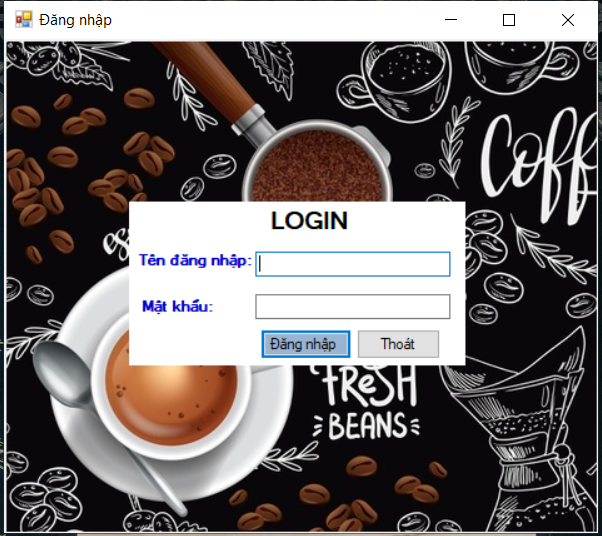 Đăng nhập
Coff
LOGIN
Tên đăng nhập:
Mật khẩu:
Đăng nhập Thoát
FReSH
BEANS